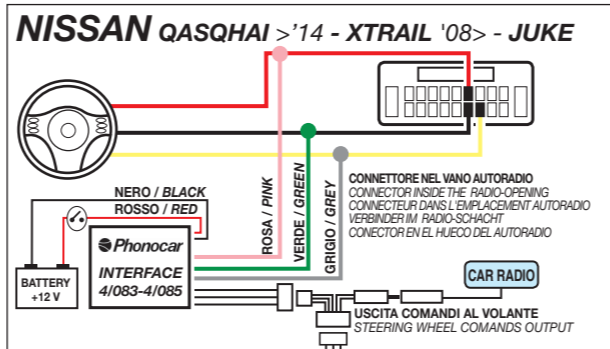 NISSAN QASQHAI >'14 - XTRAIL '08> - JUKE
NERO / BLACK
ROSSO / RED
ROSA / PINK
VERDE / GREEN
GRIGIO / GREY
CONNETTORE NEL VANO AUTORADIO
CONNECTOR INSIDE THE RADIO-OPENING
CONNECTEUR DANS L'EMPLACEMENT AUTORADIO
VERBINDER IM RADIO-SCHACHT
CONECTOR EN EL HUECO DEL AUTORADIO
Phonocar
INTERFACE
4/083-4/085
BATTERY
+12 V
CAR RADIO
USCITA COMANDI AL VOLANTE
STEERING WHEEL COMANDS OUTPUT